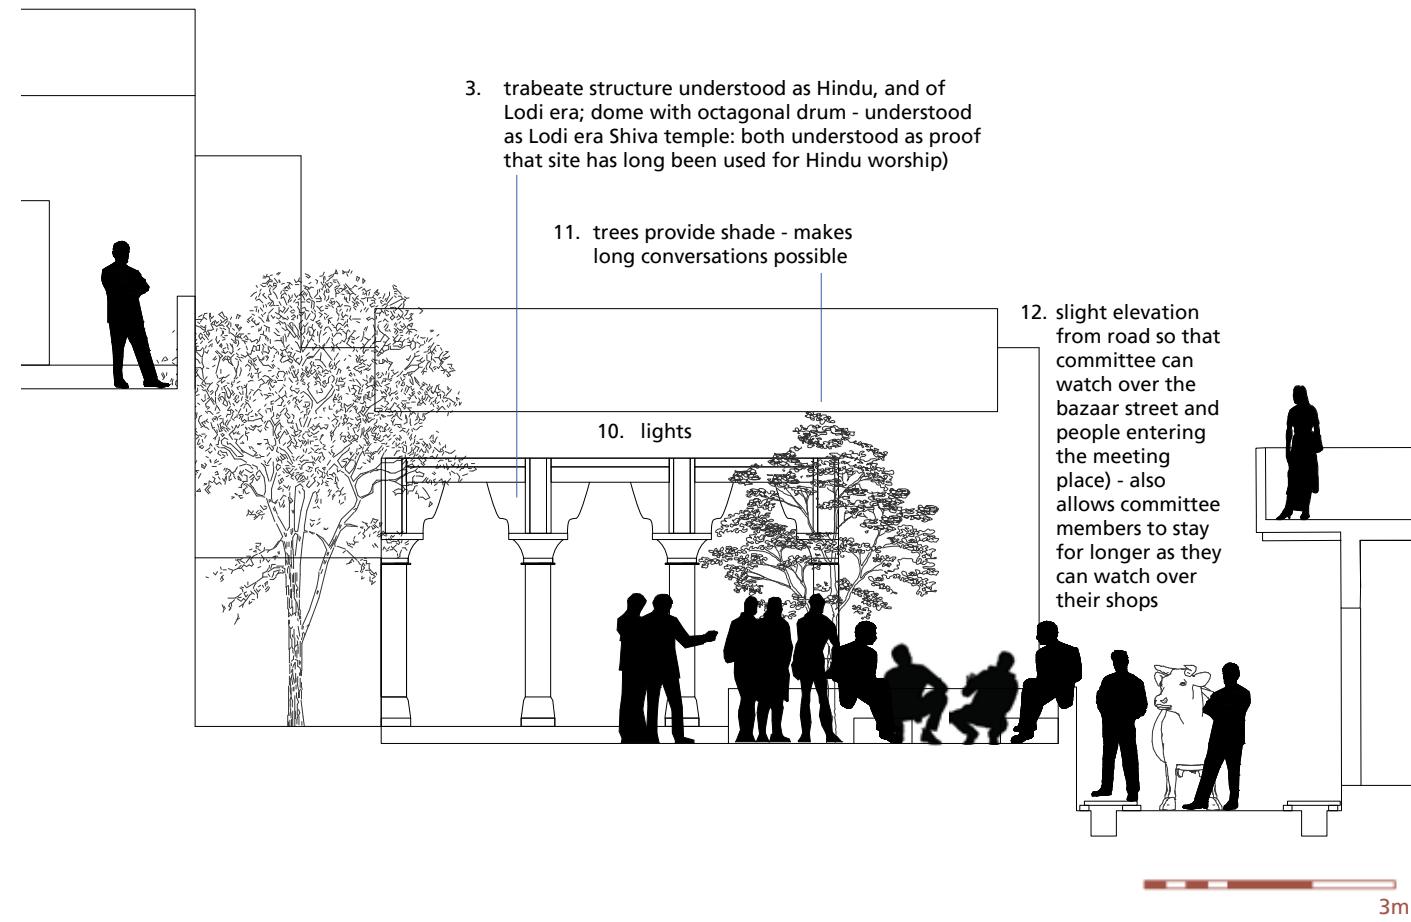 3. trabeate structure understood as Hindu, and of
Lodi era; dome with octagonal drum - understood
as Lodi era Shiva temple: both understood as proof
that site has long been used for Hindu worship)
11. trees provide shade - makes
long conversations possible
12. slight elevation
from road so that
committee can
watch over the
bazaar street and
people entering
the meeting
place) - also
allows committee
members to stay
for longer as they
can watch over
their shops
10. lights
3m